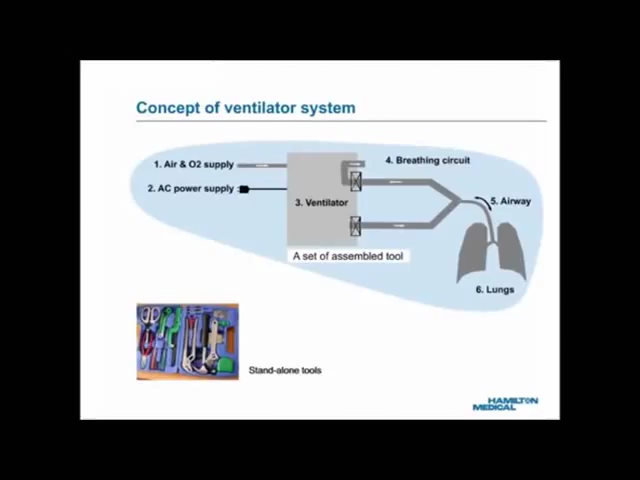 Concept of ventilator system
1. Air & O2 supply
4. Breathing circuit
2. AC power supply
3. Ventilator
5. Airway
A set of assembled tool
6. Lungs
Stand-alone tools
HAMILTON
MEDICAL